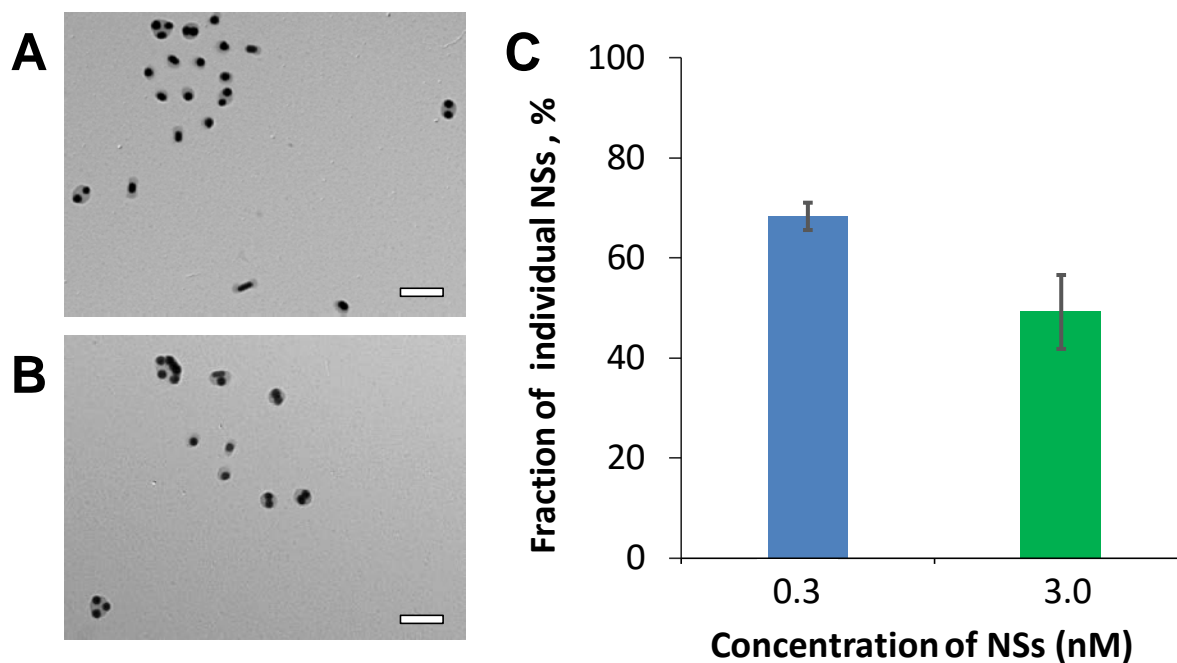 A
B
C
Fraction of individual NSs , %
100
80
60
40
20
0
0.3 3.0
Concentration of NSs (nM)